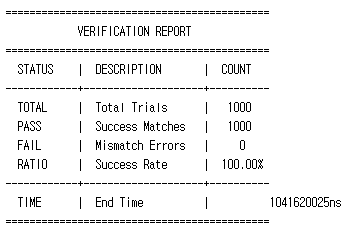 ==========================================
VERIFICATION REPORT
==========================================
STATUS | DESCRIPTION | COUNT
-----------+-------------------+----------
TOTAL | Total Trials | 1000
PASS | Success Matches | 1000
FAIL | Mismatch Errors | 0
RATIO | Success Rate | 100.00%
-----------+-------------------+----------
TIME | End Time | 1041620025ns
==========================================